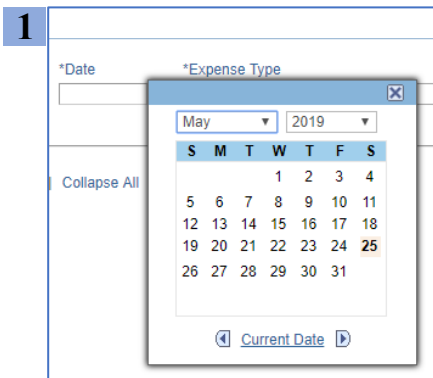 1
*Date *Expense Type
May 2019
S M T W T F S
1 2 3 4
5 6 7 8 9 10 11
Collapse All
12 13 14 15 16 17 18
19 20 21 22 23 24 25
26 27 28 29 30 31
Current Date